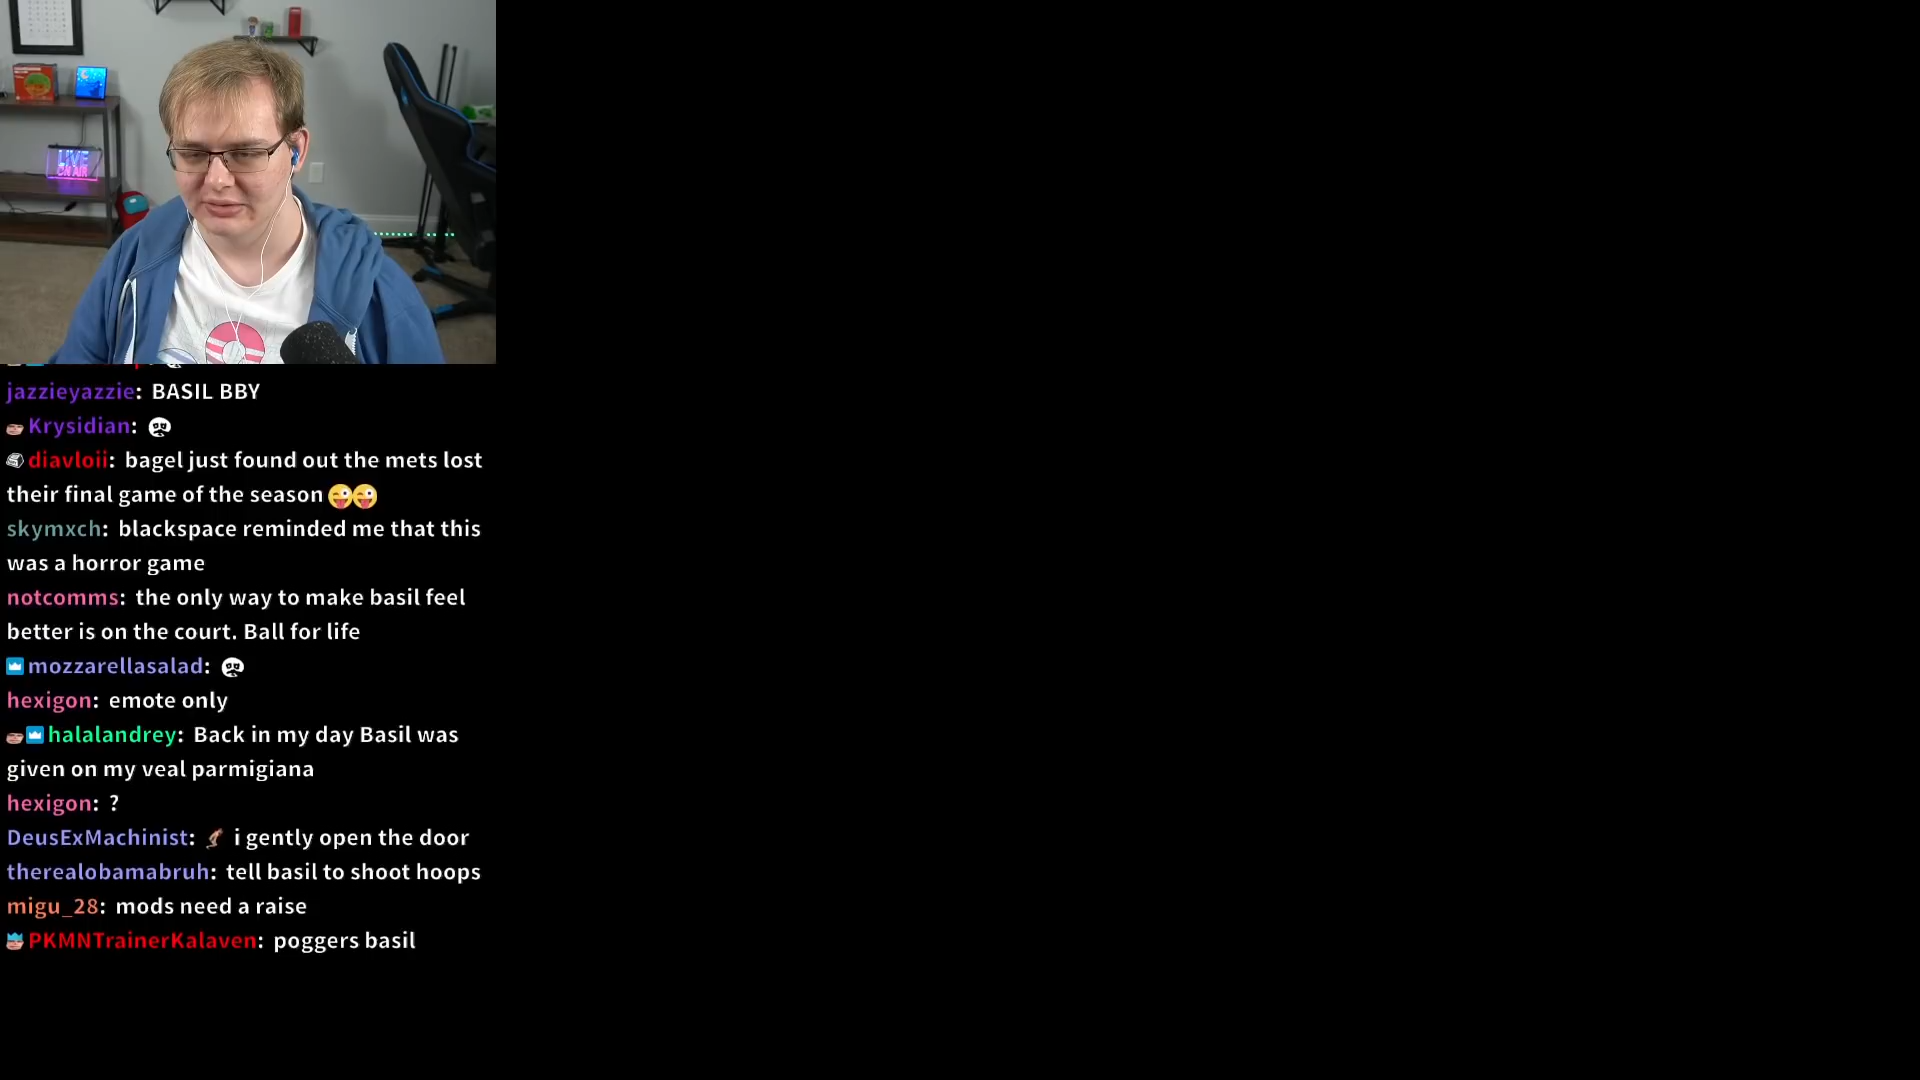 LIVE
ON AIR
jazzieyazzie: BASIL BBY
Krysidian:
diavloii: bagel just found out the mets lost
their final game of the season
skymxch: blackspace reminded me that this
was a horror game
notcomms: the only way to make basil feel
better is on the court. Ball for life
mozzarellasalad:
hexigon: emote only
halalandrey: Back in my day Basil was
given on my veal parmigiana
hexigon: ?
DeusExMachinist: i gently open the door
therealobamabruh: tell basil to shoot hoops
migu_28: mods need a raise
PKMNTrainerKalaven: poggers basil